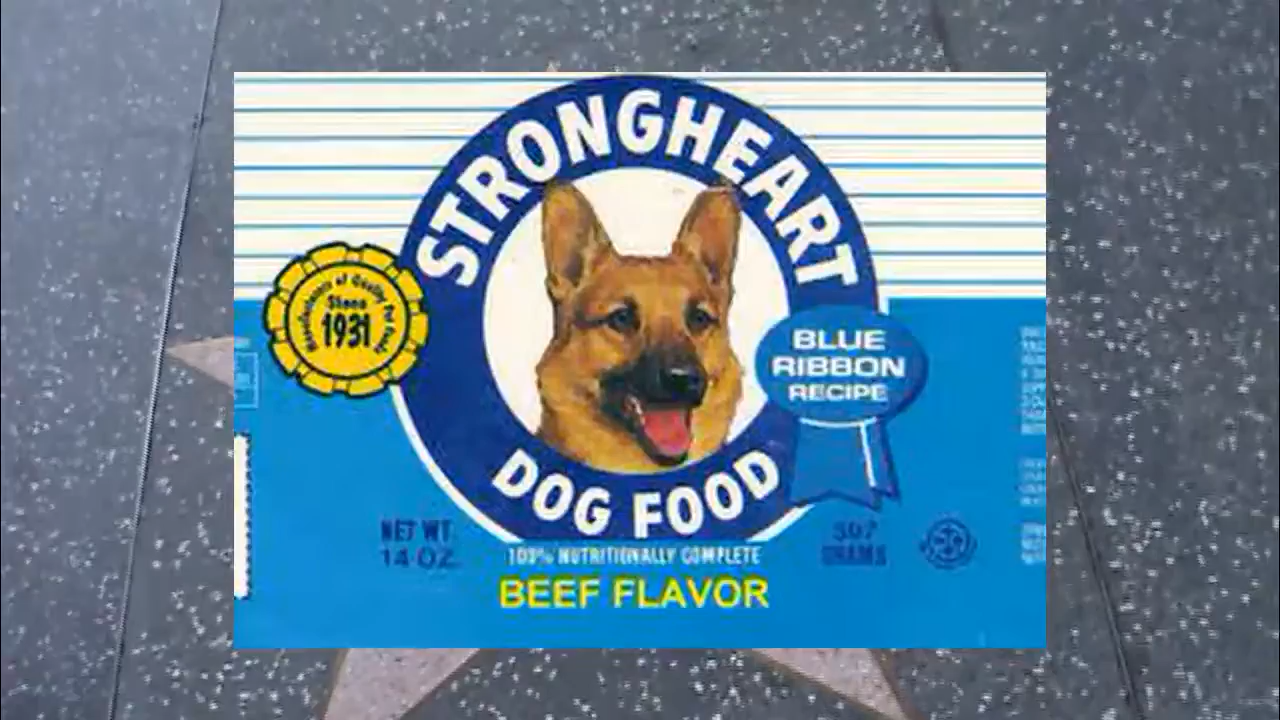 STRONGHEART
Since
1931
BLUE
RIBBON
RECIPE
DOG FOOD
NET WT.
14 OZ.
397
GRAMS
100% NUTRITIONALLY COMPLETE
BEEF FLAVOR